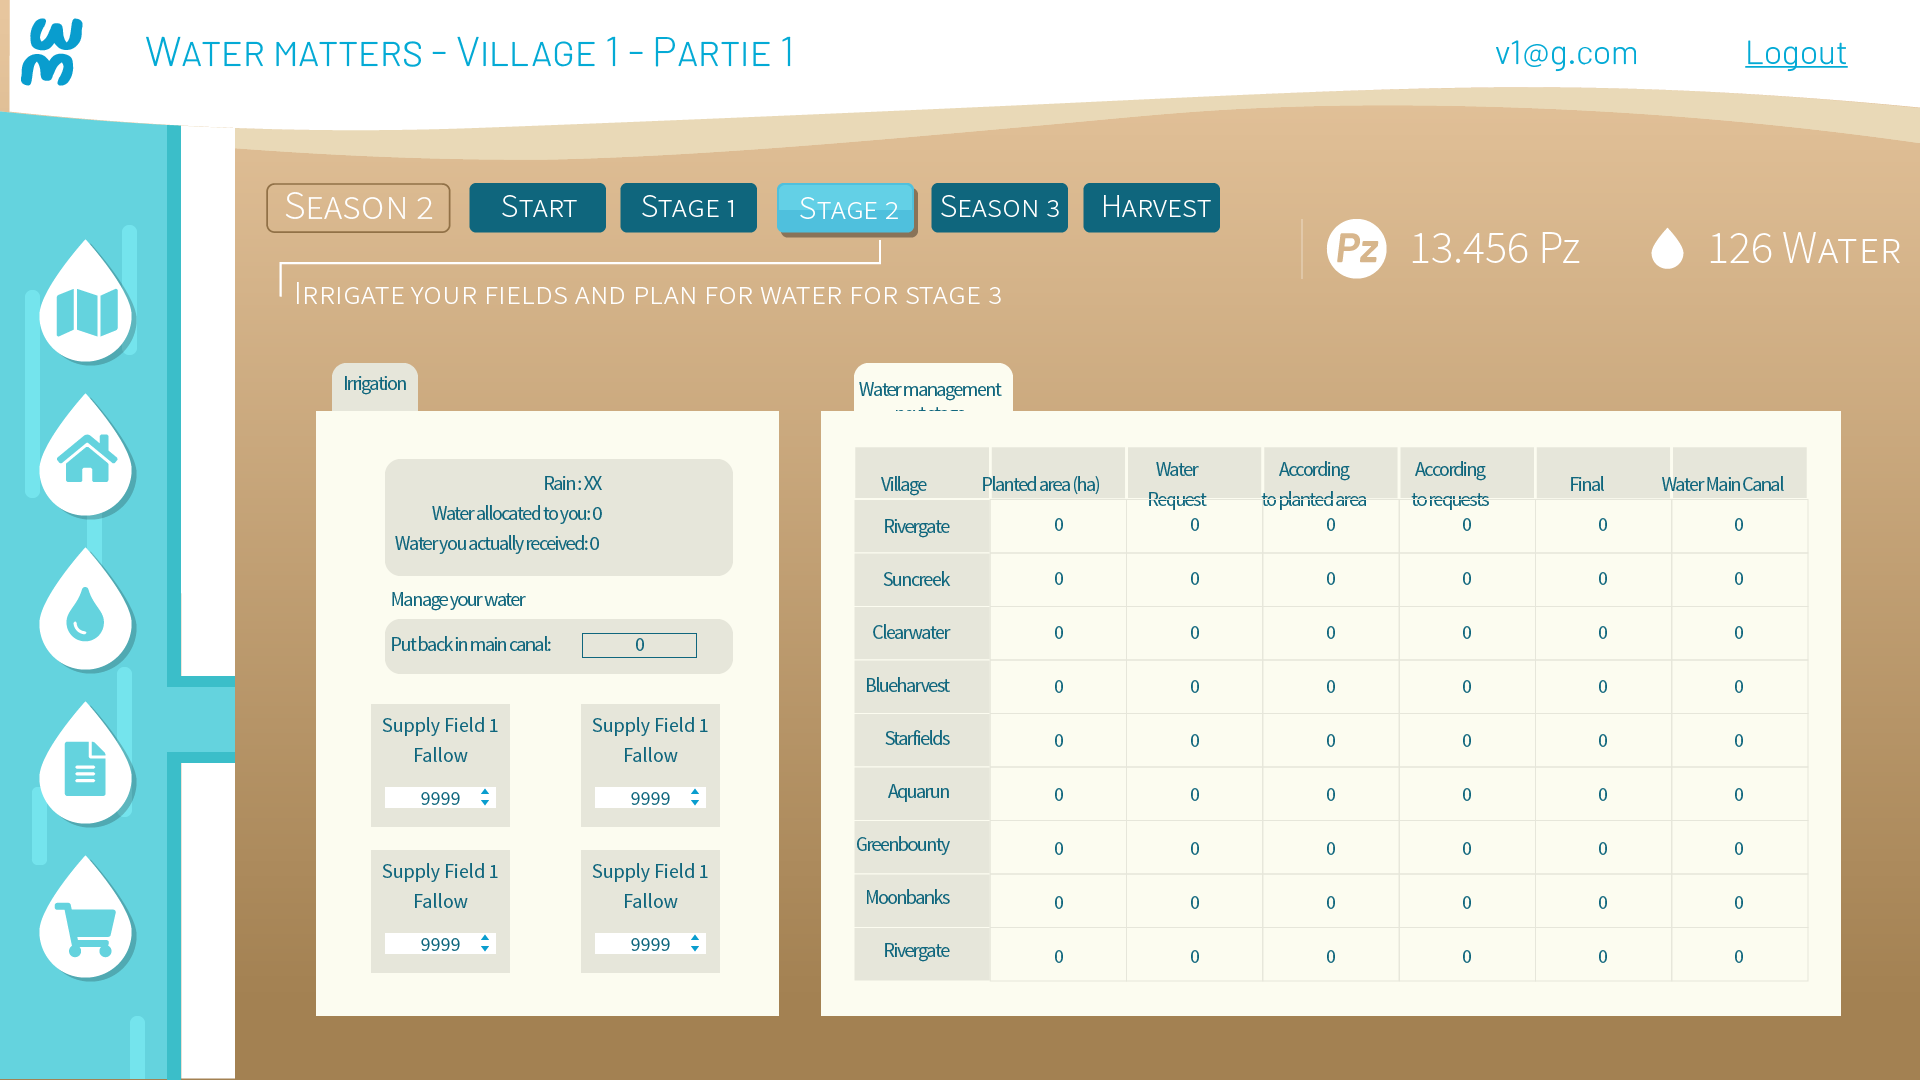 WATER MATTERS - VILLAGE 1 - PARTIE 1
v1@g.com
Logout
SEASON 2
START
STAGE 1
STAGE 2
SEASON 3
HARVEST
Pz
13.456 Pz
126 WATER
IRRIGATE YOUR FIELDS AND PLAN FOR WATER FOR STAGE 3
Irrigation
Rain : XX
Water allocated to you: 0
Water you actually received: 0
Manage your water
Put back in main canal: 0
Supply Field 1
Fallow
9999
Supply Field 1
Fallow
9999
Supply Field 1
Fallow
9999
Supply Field 1
Fallow
9999
Water management
next stage
Village Planted area (ha) Water Request According to planted area According to requests Final Water Main Canal
Rivergate 0 0 0 0 0 0
Suncreek 0 0 0 0 0 0
Clearwater 0 0 0 0 0 0
Blueharvest 0 0 0 0 0 0
Starfields 0 0 0 0 0 0
Aquarun 0 0 0 0 0 0
Greenbounty 0 0 0 0 0 0
Moonbanks 0 0 0 0 0 0
Rivergate 0 0 0 0 0 0